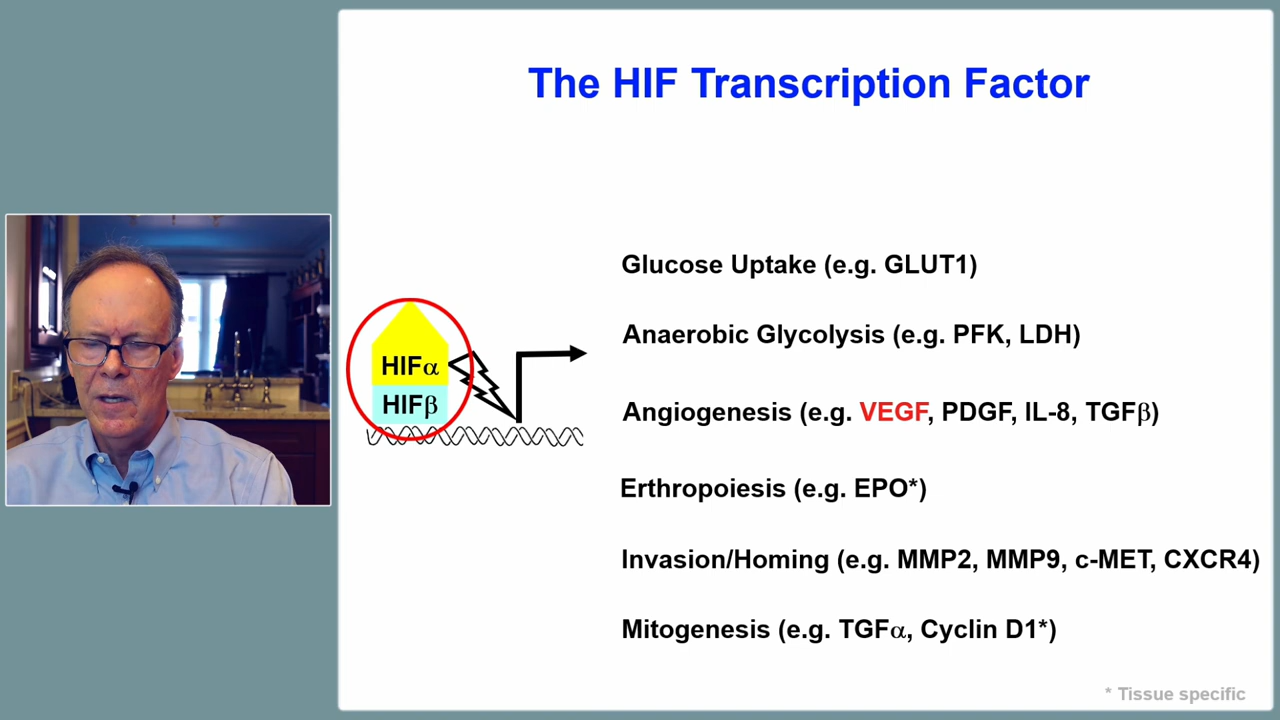 The HIF Transcription Factor
Glucose Uptake (e.g. GLUT1)
Anaerobic Glycolysis (e.g. PFK, LDH)
HIFα
HIFβ
Angiogenesis (e.g. VEGF, PDGF, IL-8, TGFβ)
Erthropoiesis (e.g. EPO*)
Invasion/Homing (e.g. MMP2, MMP9, c-MET, CXCR4)
Mitogenesis (e.g. TGFα, Cyclin D1*)
* Tissue specific